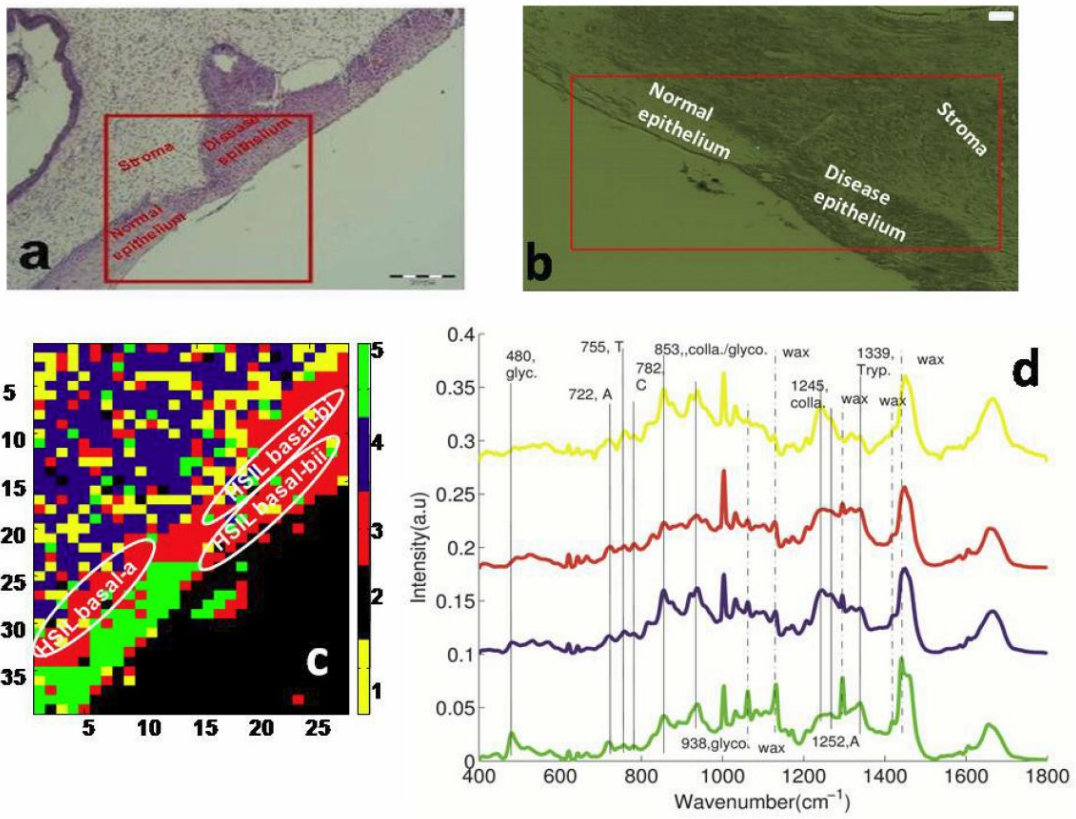 Stroma
Disease
epithelium
Normal
epithelium
a
Normal
epithelium
Stroma
Disease
epithelium
b
5
10
15
20
25
30
35
5
10
15
20
25
HSIL basal-bi
HSIL basal-bii
HSIL basal-a
c
5
4
3
2
1
0.4
0.35
0.3
0.25
0.2
0.15
0.1
0.05
0
Intensity(a.u)
480,
glyc.
722, A
755, T
782,
C
853,,colla./glyco.
wax
1245,
colla.
wax
1339,
Tryp.
wax
wax
d
938,glyco.
wax
1252,A
400
600
800
1000
1200
1400
1600
1800
Wavenumber(cm⁻¹)